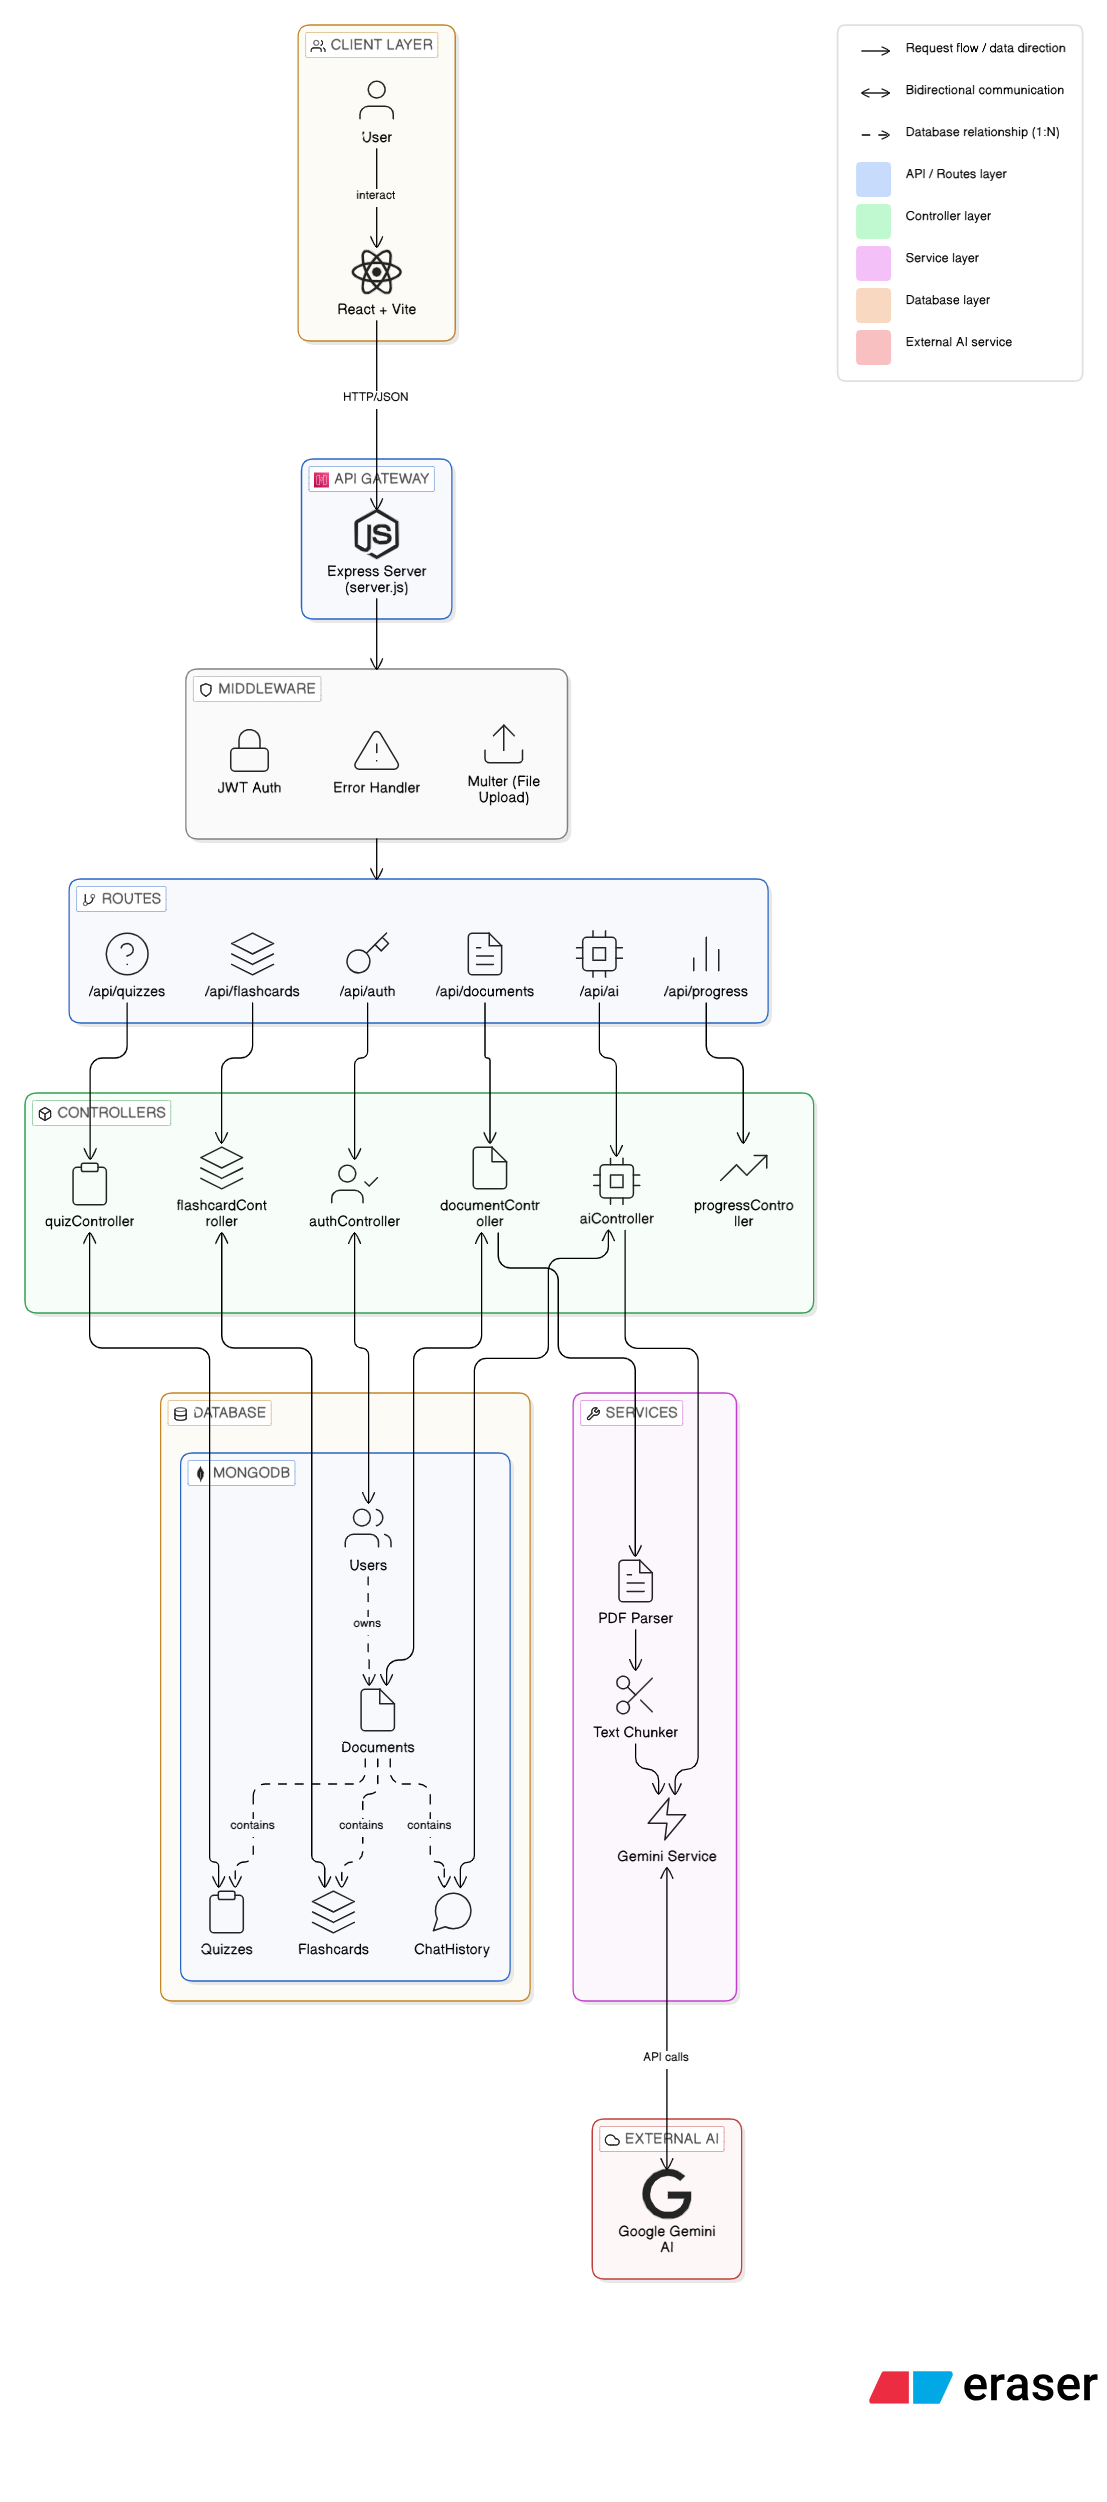 CLIENT LAYER
User
interact
React + Vite
HTTP/JSON
API GATEWAY
Express Server
(server.js)
MIDDLEWARE
JWT Auth
Error Handler
Multer (File
Upload)
ROUTES
/api/quizzes
/api/flashcards
/api/auth
/api/documents
/api/ai
/api/progress
CONTROLLERS
quizController
flashcardCont
roller
authController
documentContr
oller
aiController
progressContro
ller
DATABASE
MONGODB
Users
owns
Documents
contains
contains
contains
Quizzes
Flashcards
ChatHistory
SERVICES
PDF Parser
Text Chunker
Gemini Service
API calls
EXTERNAL AI
Google Gemini
AI
Request flow / data direction
Bidirectional communication
Database relationship (1:N)
API / Routes layer
Controller layer
Service layer
Database layer
External AI service
eraser